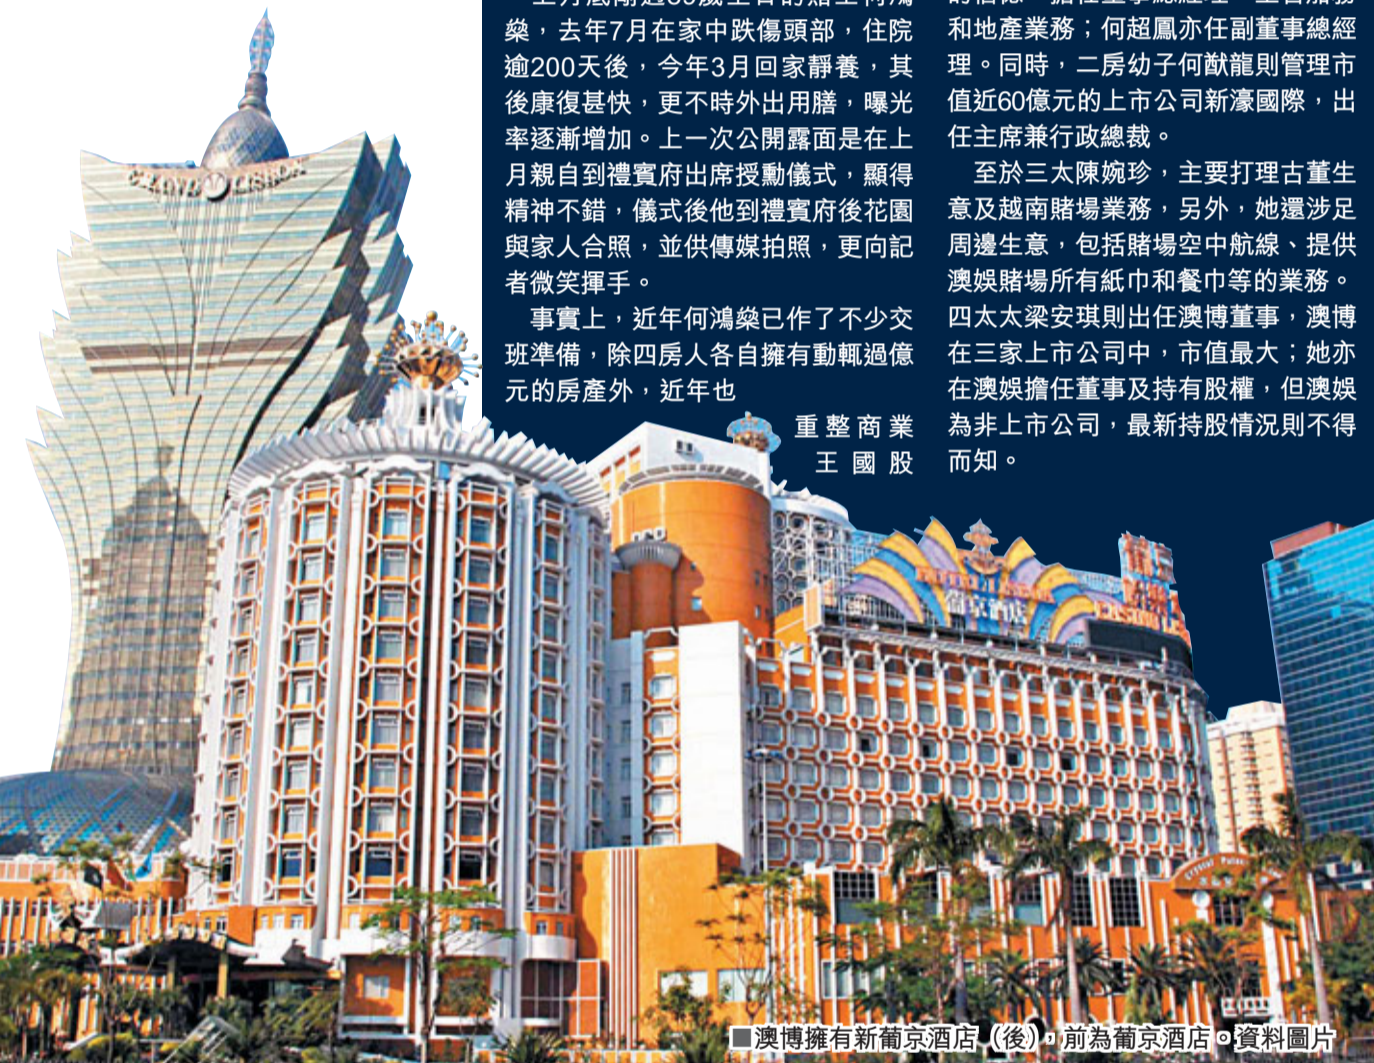 燊，去年7月在家中跌傷頭部，住院
逾200天後，今年3月回家靜養，其
後康復甚快，更不時外出用膳，曝光
率逐漸增加。上一次公開露面是在上
月親自到禮賓府出席授勳儀式，顯得
精神不錯，儀式後他到禮賓府後花園
與家人合照，並供傳媒拍照，更向記
者微笑揮手。
事實上，近年何鴻燊已作了不少交
班準備，除四房人各自擁有動輒過億
元的房產外，近年也
重整商業
王國股
和地產業務；何超鳳亦任副董事總經
理。同時，二房幼子何猷龍則管理市
值近60億元的上市公司新濠國際，出
任主席兼行政總裁。
至於三太陳婉珍，主要打理古董生
意及越南賭場業務，另外，她還涉足
周邊生意，包括賭場空中航線、提供
澳娛賭場所有紙巾和餐巾等的業務。
四太太梁安琪則出任澳博董事，澳博
在三家上市公司中，市值最大；她亦
在澳娛擔任董事及持有股權，但澳娛
為非上市公司，最新持股情況則不得
而知。
葡京酒店
Crystal Palace
■澳博擁有新葡京酒店（後），前為葡京酒店。資料圖片